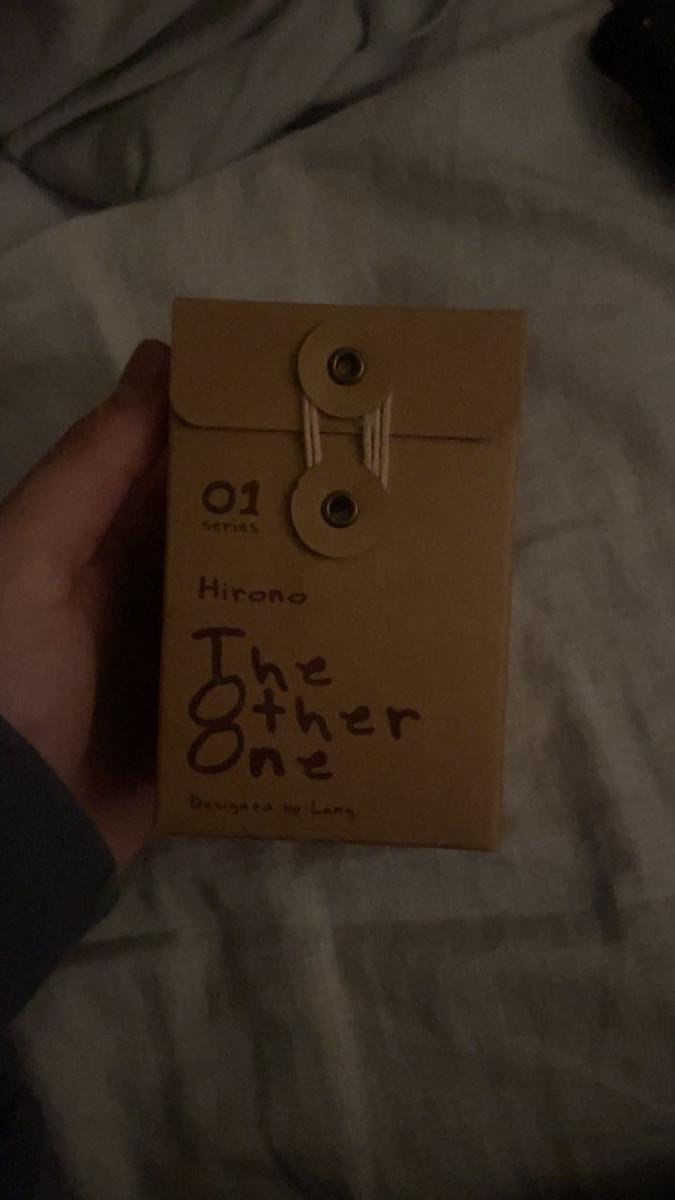 01
series
Hirono
The
Other
One
Designed by Lang